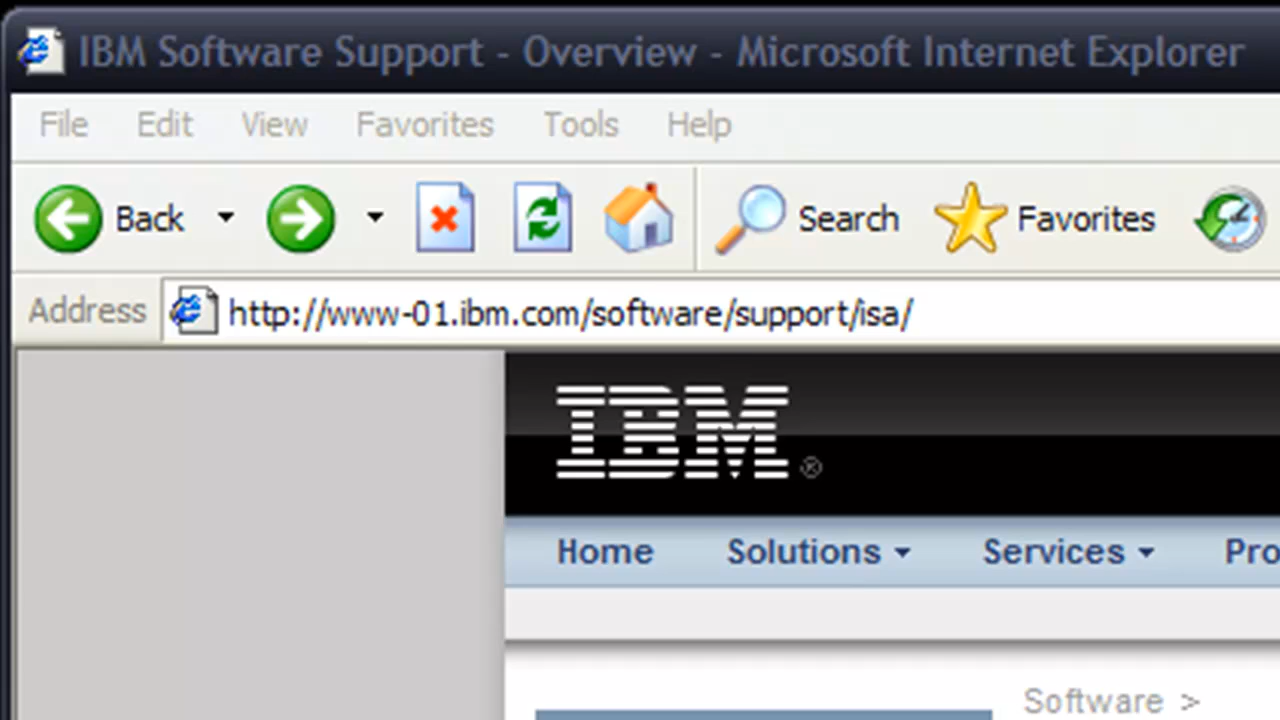 IBM Software Support - Overview - Microsoft Internet Explorer
File Edit View Favorites Tools Help
Back Search Favorites
Address http://www-01.ibm.com/software/support/isa/
IBM®
Home Solutions Services Pro
Software >